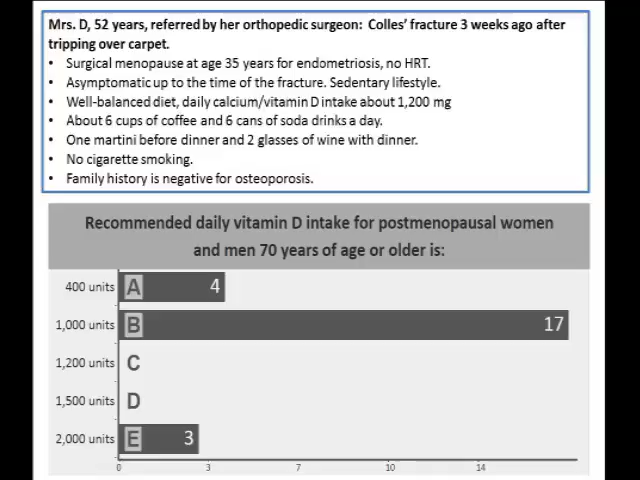 Mrs. D, 52 years, referred by her orthopedic surgeon: Colles' fracture 3 weeks ago after
tripping over carpet.
• Surgical menopause at age 35 years for endometriosis, no HRT.
• Asymptomatic up to the time of the fracture. Sedentary lifestyle.
• Well-balanced diet, daily calcium/vitamin D intake about 1,200 mg
• About 6 cups of coffee and 6 cans of soda drinks a day.
• One martini before dinner and 2 glasses of wine with dinner.
• No cigarette smoking.
• Family history is negative for osteoporosis.
Recommended daily vitamin D intake for postmenopausal women
and men 70 years of age or older is:
400 units A 4
1,000 units B 17
1,200 units C
1,500 units D
2,000 units E 3
0 3 7 10 14